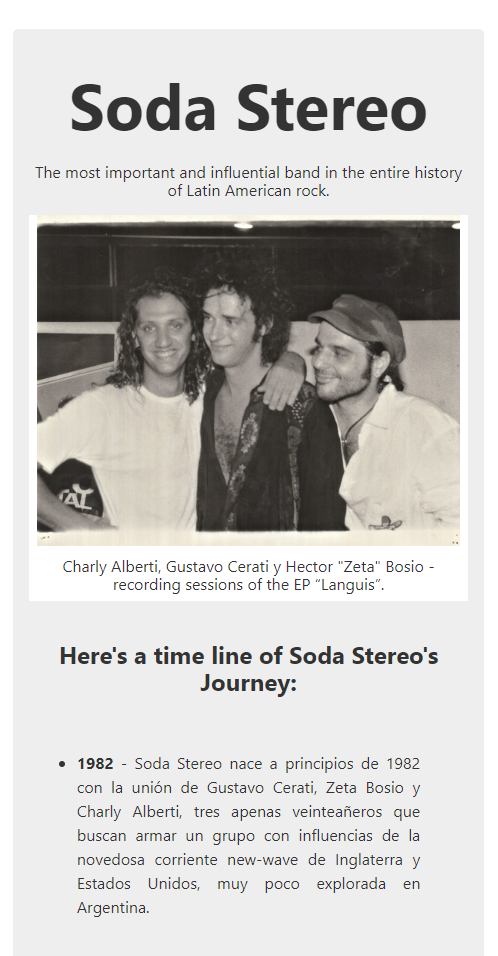 Soda Stereo
The most important and influential band in the entire history
of Latin American rock.
TAL
Charly Alberti, Gustavo Cerati y Hector "Zeta" Bosio -
recording sessions of the EP “Languis”.
Here's a time line of Soda Stereo's
Journey:
1982 - Soda Stereo nace a principios de 1982
con la unión de Gustavo Cerati, Zeta Bosio y
Charly Alberti, tres apenas veinteañeros que
buscan armar un grupo con influencias de la
novedosa corriente new-wave de Inglaterra y
Estados Unidos, muy poco explorada en
Argentina.